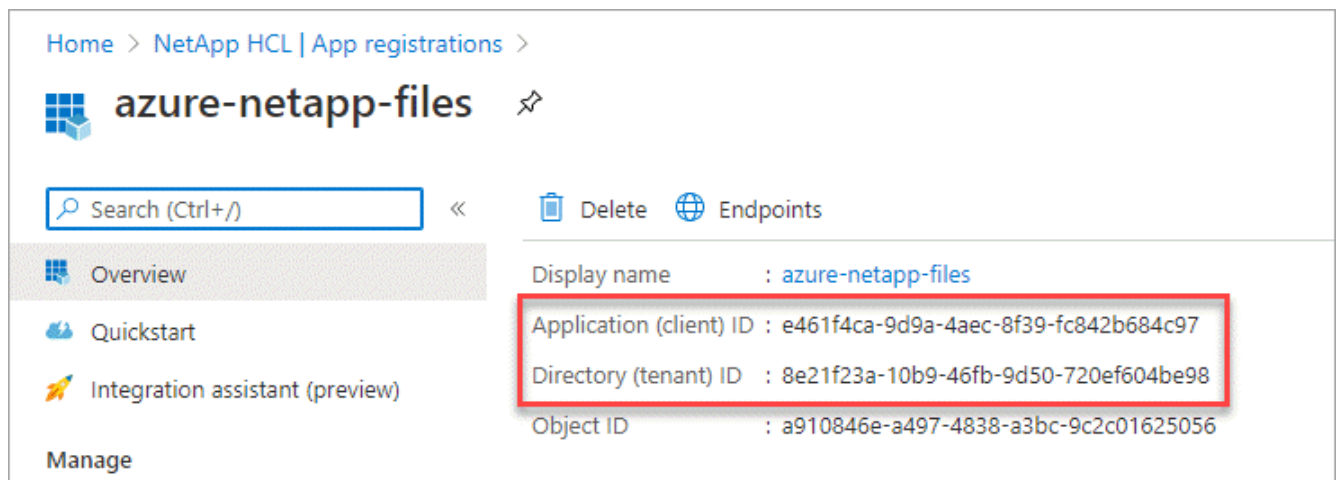 Home > NetApp HCL | App registrations >
azure-netapp-files
Search (Ctrl+/)
«
Overview
Quickstart
Integration assistant (preview)
Manage
Delete Endpoints
Display name : azure-netapp-files
Application (client) ID : e461f4ca-9d9a-4aec-8f39-fc842b684c97
Directory (tenant) ID : 8e21f23a-10b9-46fb-9d50-720ef604be98
Object ID : a910846e-a497-4838-a3bc-9c2c01625056